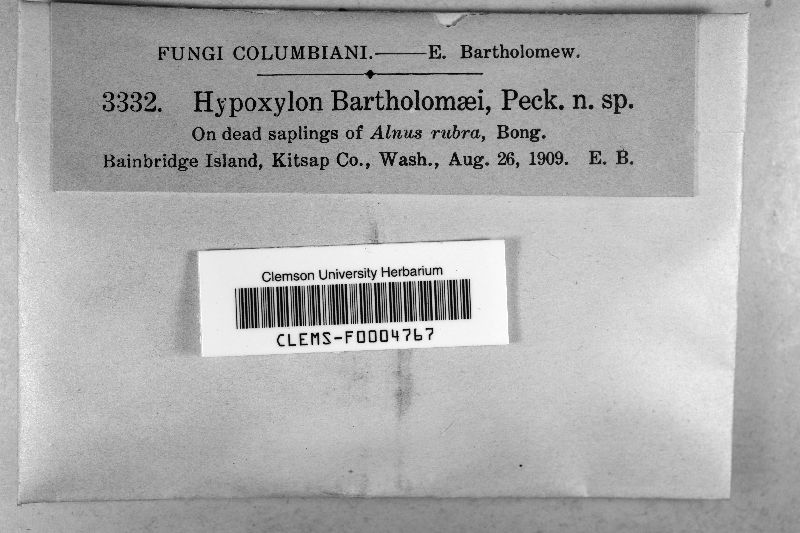 FUNGI COLUMBIANI.——E. Bartholomew.
3332. Hypoxylon Bartholomæi, Peck. n. sp.
On dead saplings of Alnus rubra, Bong.
Bainbridge Island, Kitsap Co., Wash., Aug. 26, 1909. E. B.
Clemson University Herbarium
CLEMS-F0004767